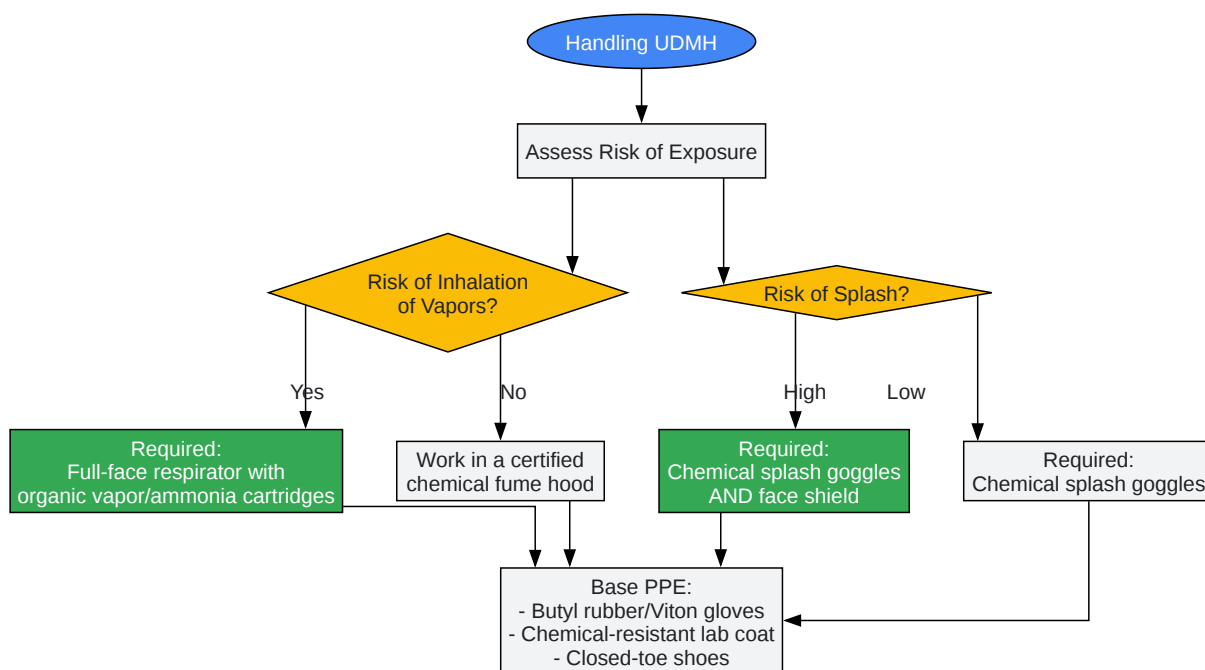 Handling UDMH
Assess Risk of Exposure
Risk of Inhalation
of Vapors?
Risk of Splash?
Yes
No
High
Low
Required:
Full-face respirator with
organic vapor/ammonia cartridges
Work in a certified
chemical fume hood
Required:
Chemical splash goggles
AND face shield
Required:
Chemical splash goggles
Base PPE:
- Butyl rubber/Viton gloves
- Chemical-resistant lab coat
- Closed-toe shoes